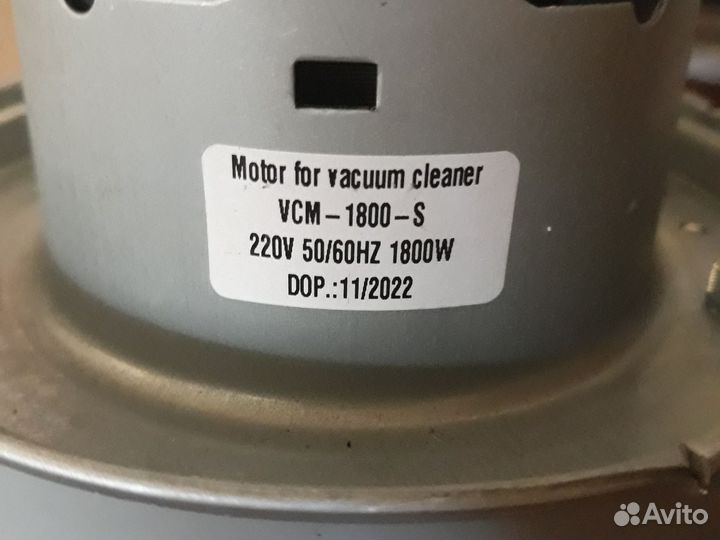 Motor for vacuum cleaner
VCM-1800-S
220V 50/60HZ 1800W
DOP.:11/2022
Avito